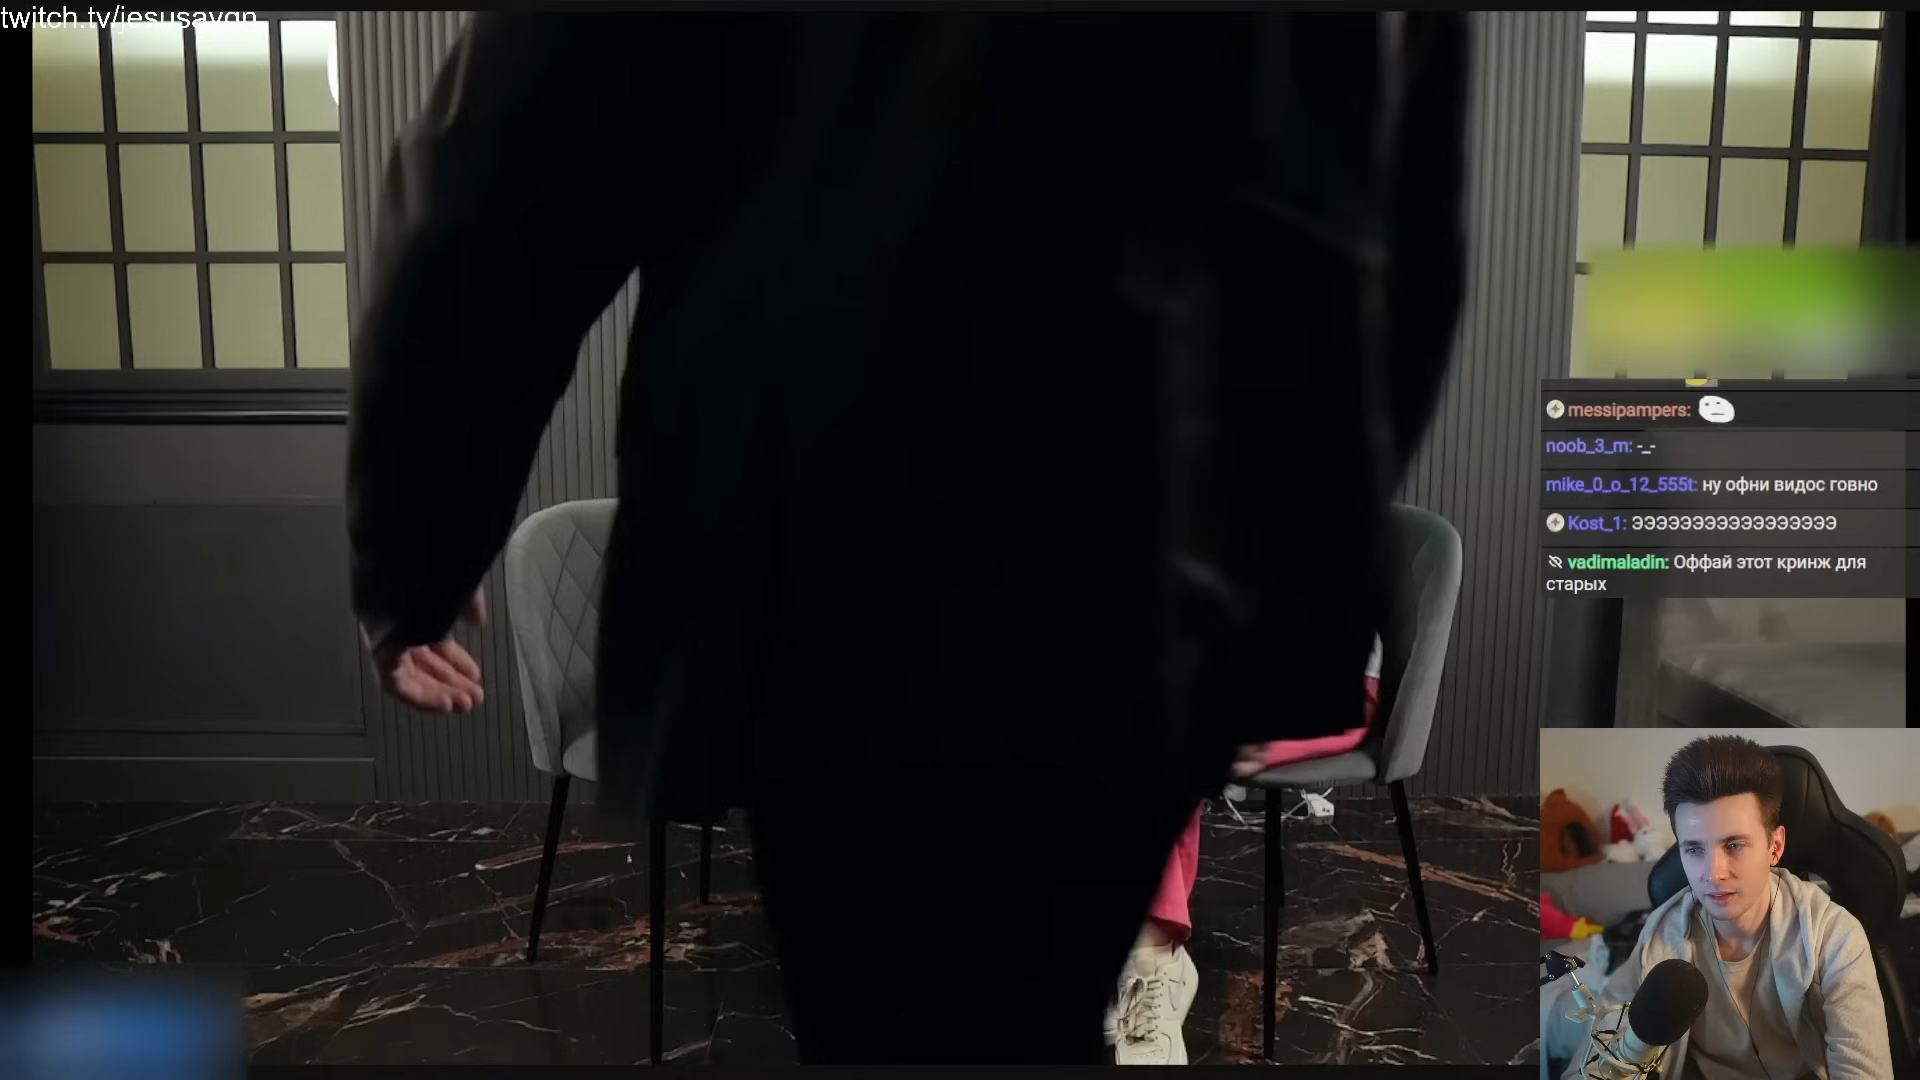 twitch.tv/jesusavgn
messipampers:
noob_3_m: -_-
mike_0_o_12_555t: ну офни видос говно
Kost_1: ЭЭЭЭЭЭЭЭЭЭЭЭЭЭЭЭЭ
vadimaladin: Оффай этот кринж для
старых